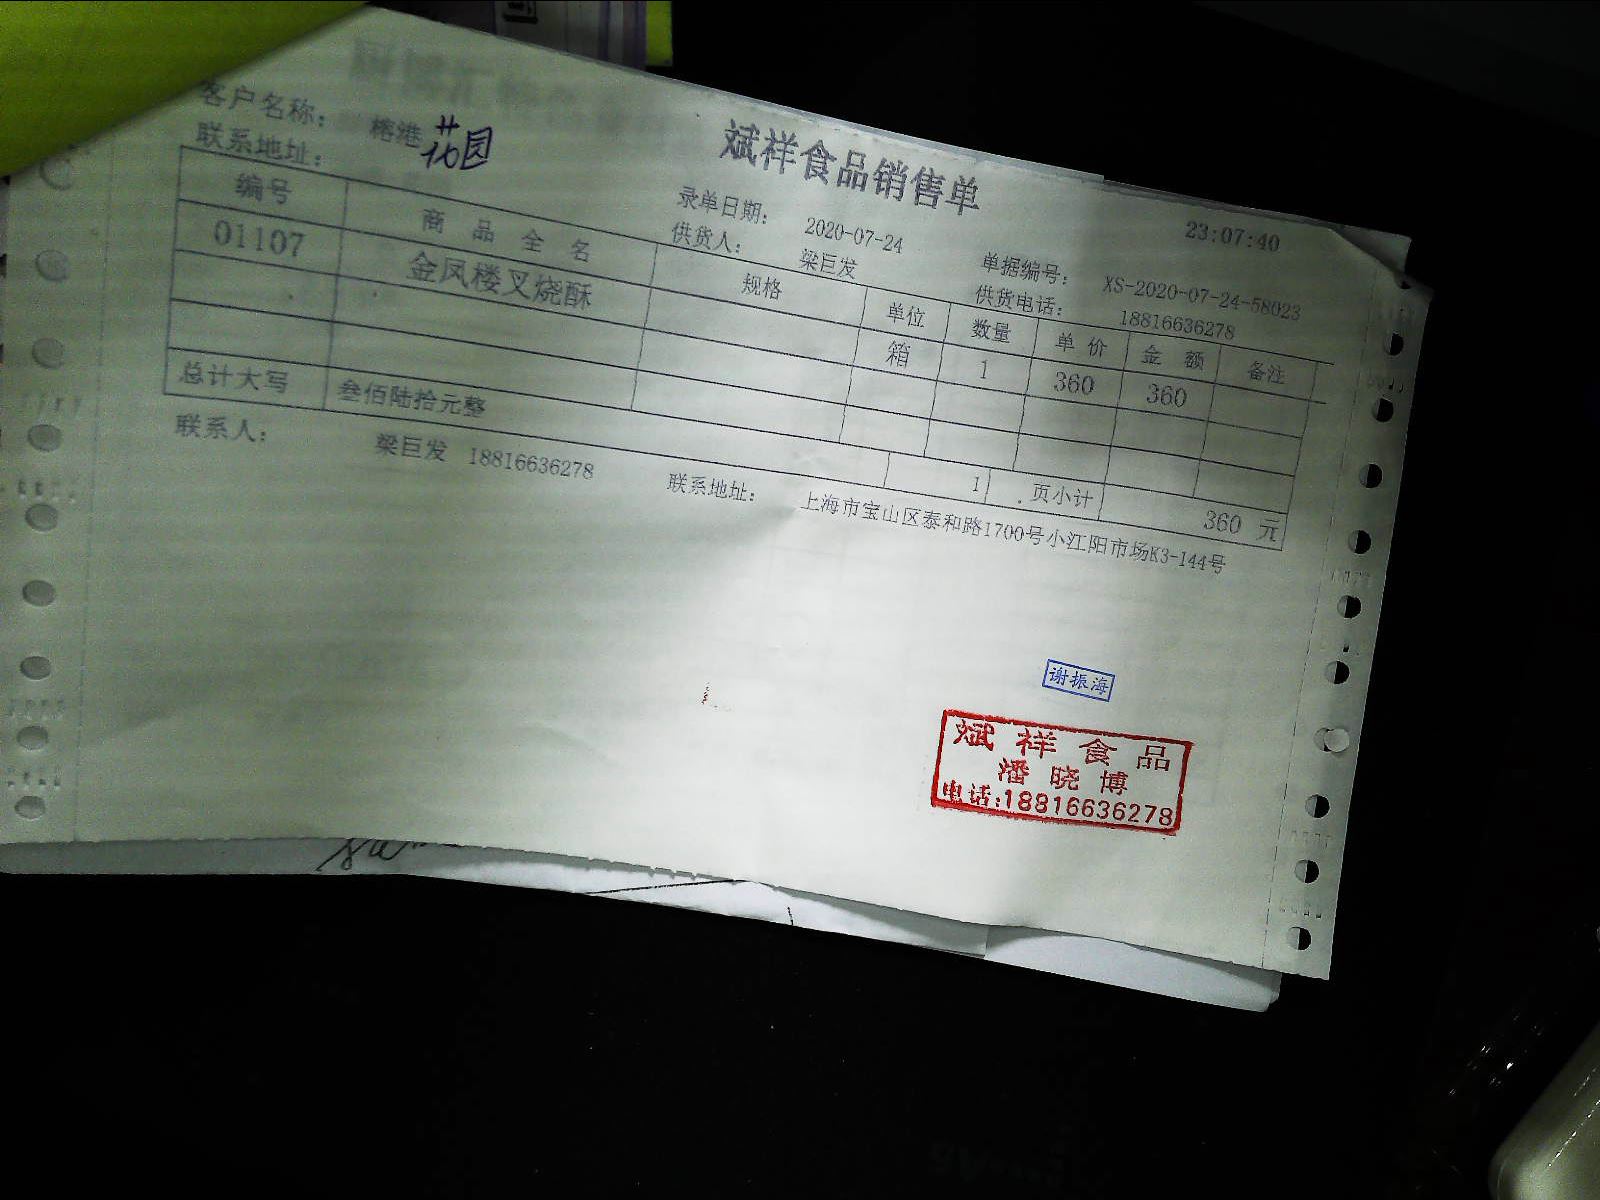 斌祥食品销售单
23:07:40
客户名称： 榕港花园 录单日期： 2020-07-24 单据编号： XS-2020-07-24-58023
联系地址： 供货人： 梁巨发 供货电话： 18816636278
编号 商品全名 规格 单位 数量 单价 金额 备注
01107 金凤楼叉烧酥 箱 1 360 360
总计大写 叁佰陆拾元整 1 页小计 360 元
联系人： 梁巨发 18816636278 联系地址： 上海市宝山区泰和路1700号小江阳市场K3-144号
谢振海
斌祥食品
潘晓博
电话:18816636278